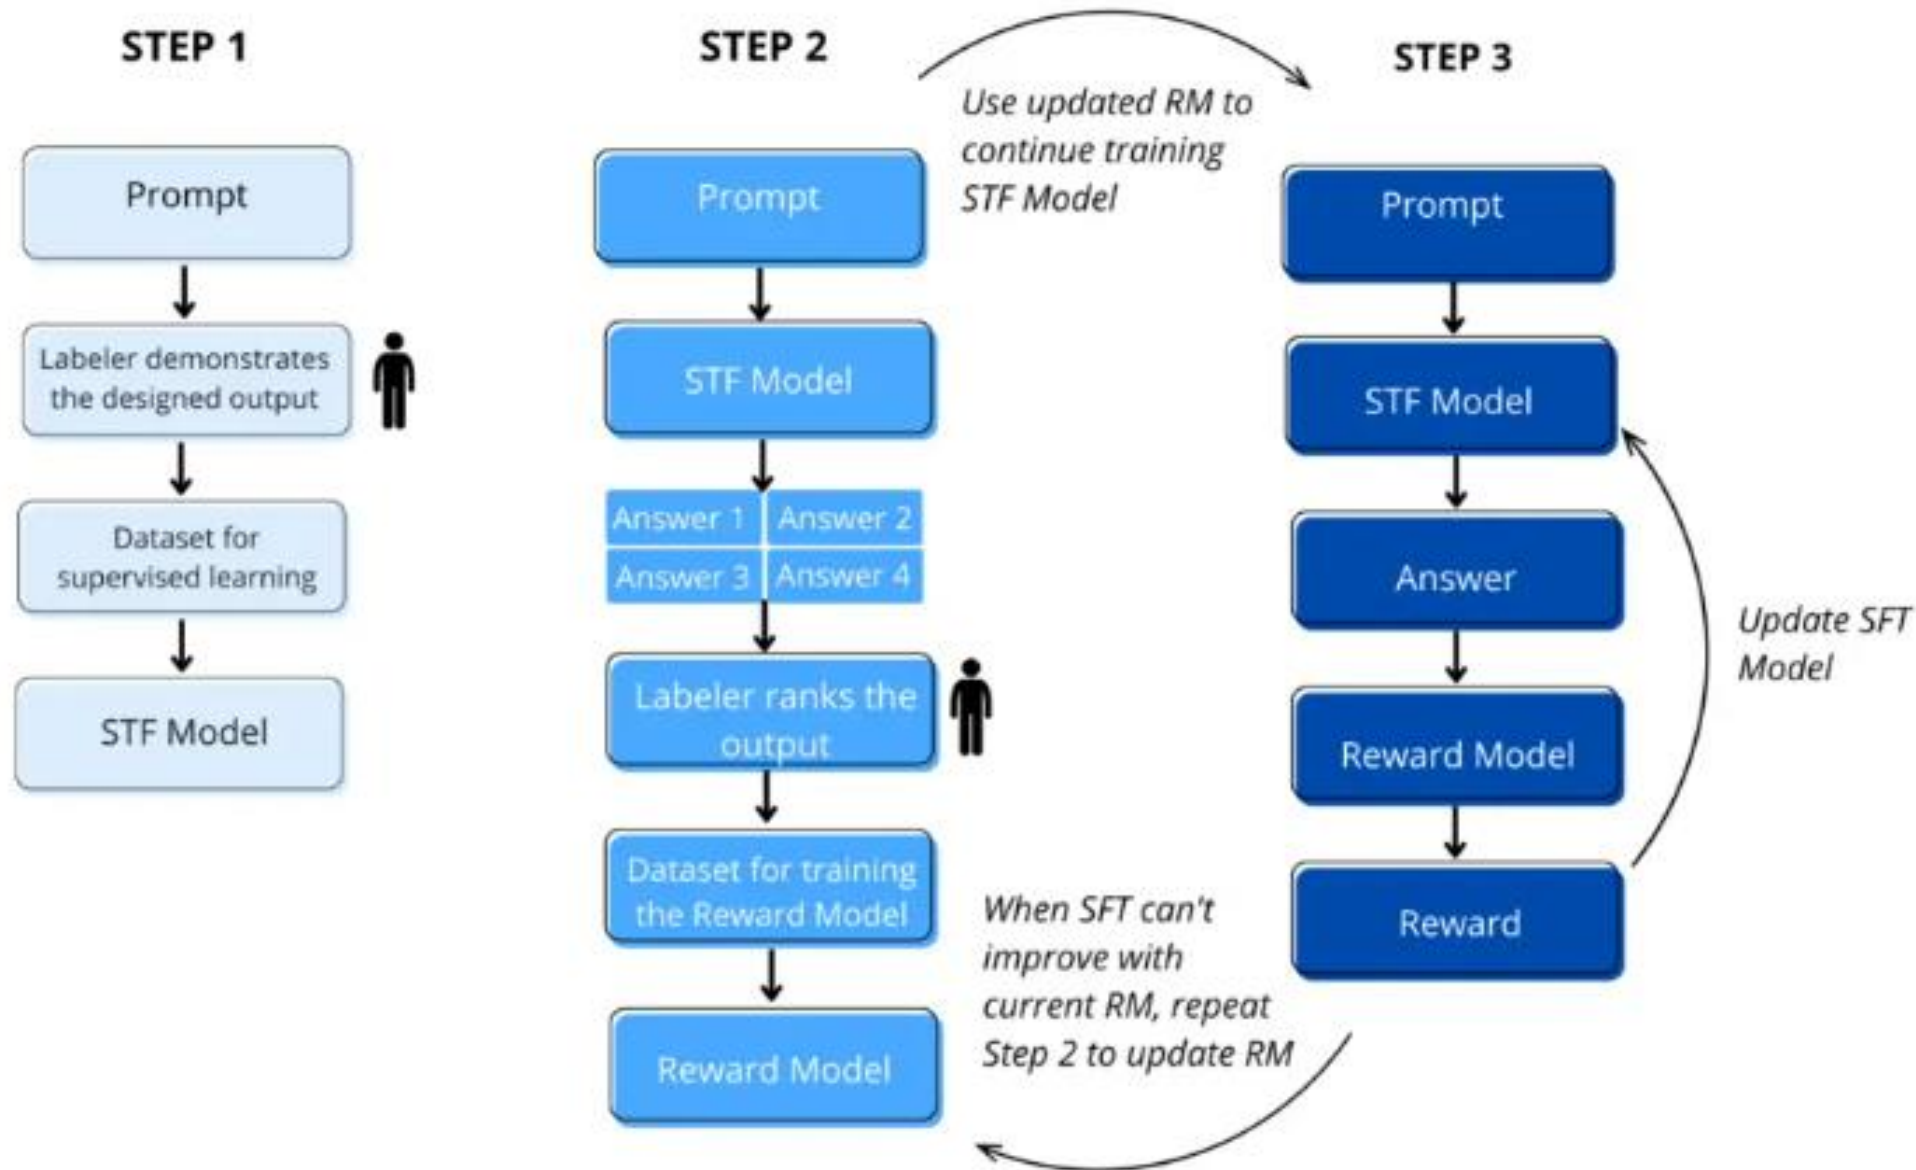 STEP 1
Prompt
Labeler demonstrates
the designed output
Dataset for
supervised learning
STF Model
STEP 2
Prompt
STF Model
Answer 1
Answer 2
Answer 3
Answer 4
Labeler ranks the
output
Dataset for training
the Reward Model
Reward Model
Use updated RM to
continue training
STF Model
When SFT can't
improve with
current RM, repeat
Step 2 to update RM
STEP 3
Prompt
STF Model
Answer
Reward Model
Reward
Update SFT
Model